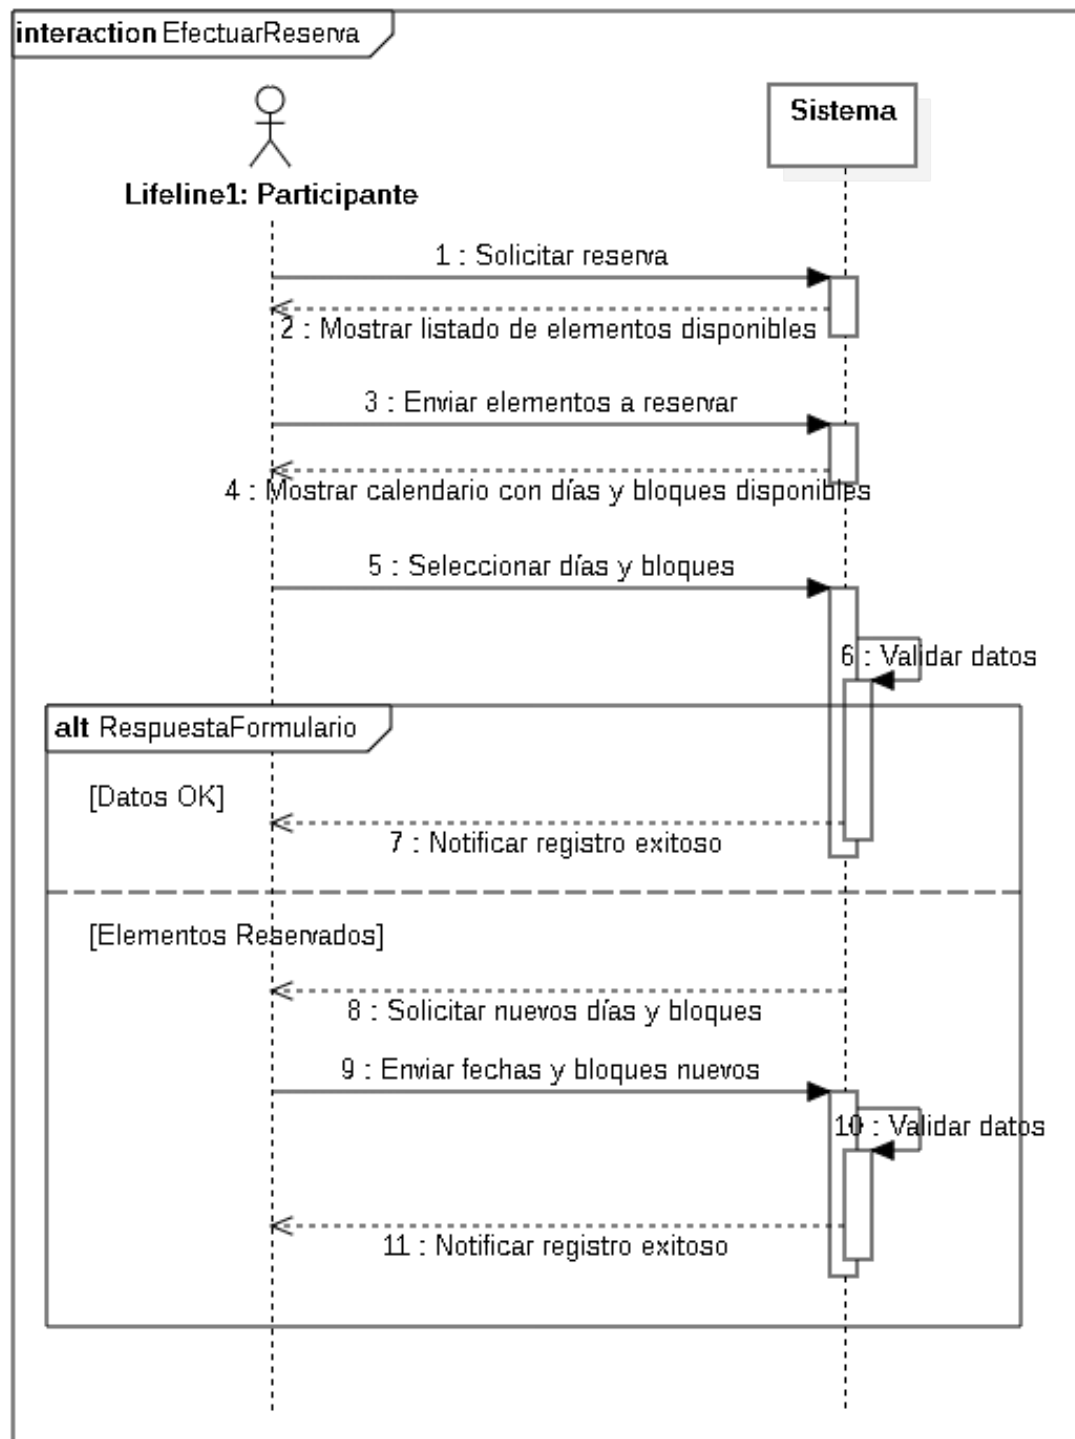 interaction EfectuarReserva
Sistema
Lifeline1: Participante
1 : Solicitar reserva
2 : Mostrar listado de elementos disponibles
3 : Enviar elementos a reservar
4 : Mostrar calendario con días y bloques disponibles
5 : Seleccionar días y bloques
6 : Validar datos
alt RespuestaFormulario
[Datos OK]
7 : Notificar registro exitoso
[Elementos Reservados]
8 : Solicitar nuevos días y bloques
9 : Enviar fechas y bloques nuevos
10 : Validar datos
11 : Notificar registro exitoso